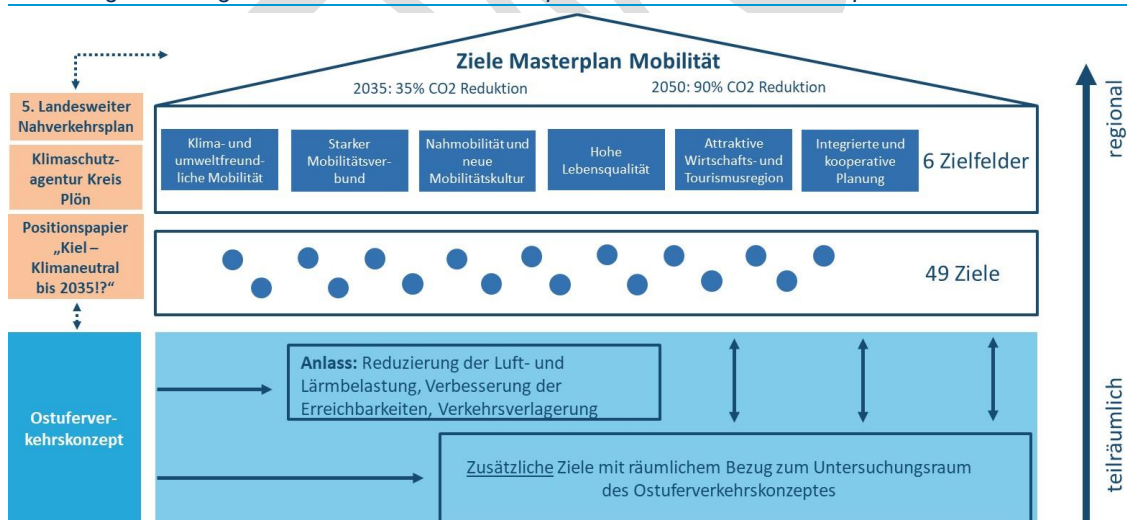 Ziele Masterplan Mobilität
2035: 35% CO2 Reduktion
2050: 90% CO2 Reduktion
5. Landesweiter
Nahverkehrsplan
Klimaschutz-
agentur Kreis
Plön
Positionspapier
„Kiel –
Klimaneutral
bis 2035!?“
Klima- und
umweltfreund-
liche Mobilität
Starker
Mobilitätsver-
bund
Nahmobilität und
neue
Mobilitätskultur
Hohe
Lebensqualität
Attraktive
Wirtschafts- und
Tourismusregion
Integrierte und
kooperative
Planung
6 Zielfelder
49 Ziele
Ostuferver-
kehrskonzept
Anlass: Reduzierung der Luft- und
Lärmbelastung, Verbesserung der
Erreichbarkeiten, Verkehrsverlagerung
Zusätzliche Ziele mit räumlichem Bezug zum Untersuchungsraum
des Ostuferverkehrskonzeptes
regional
teilräumlich